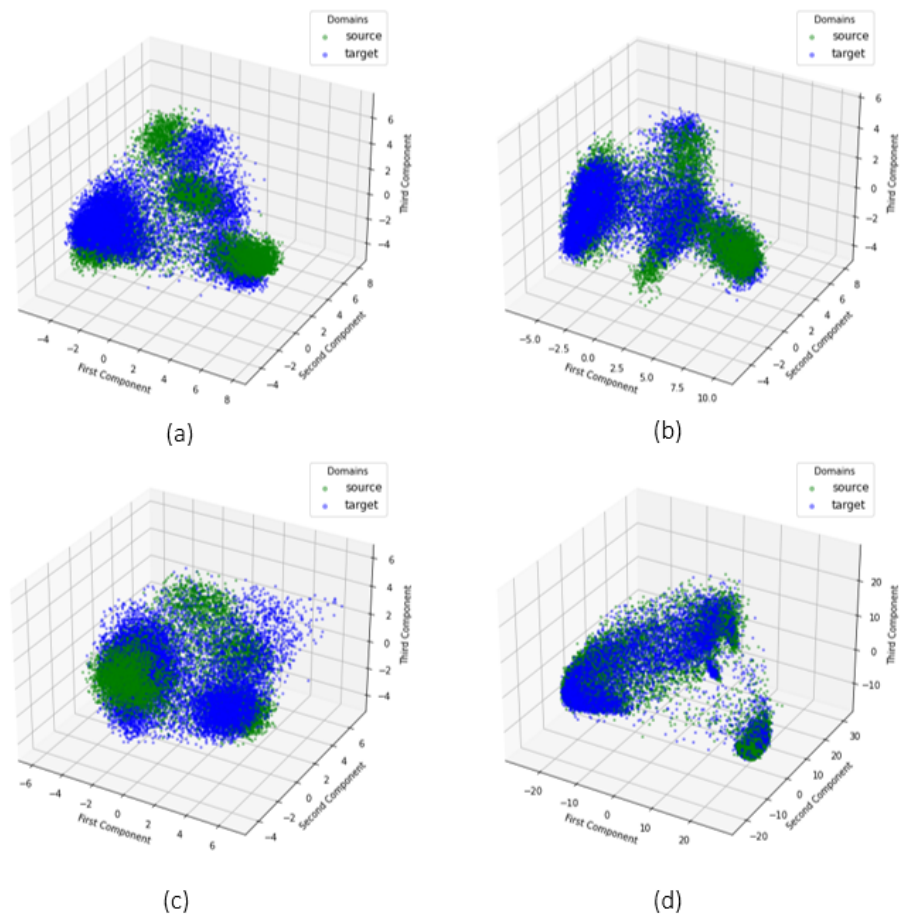 Domains
source
target
6
4
2
0
−2
−4
Third Component
8
6
4
2
0
−2
−4
Second Component
−4
−2
0
2
4
6
8
First Component
(a)
Domains
source
target
6
4
2
0
−2
−4
Third Component
8
6
4
2
0
−2
−4
Second Component
−5.0
−2.5
0.0
2.5
5.0
7.5
10.0
First Component
(b)
Domains
source
target
6
4
2
0
−2
−4
Third Component
6
4
2
0
−2
−4
Second Component
−6
−4
−2
0
2
4
6
First Component
(c)
Domains
source
target
20
10
0
−10
Third Component
30
20
10
0
−10
−20
Second Component
−20
−10
0
10
20
First Component
(d)